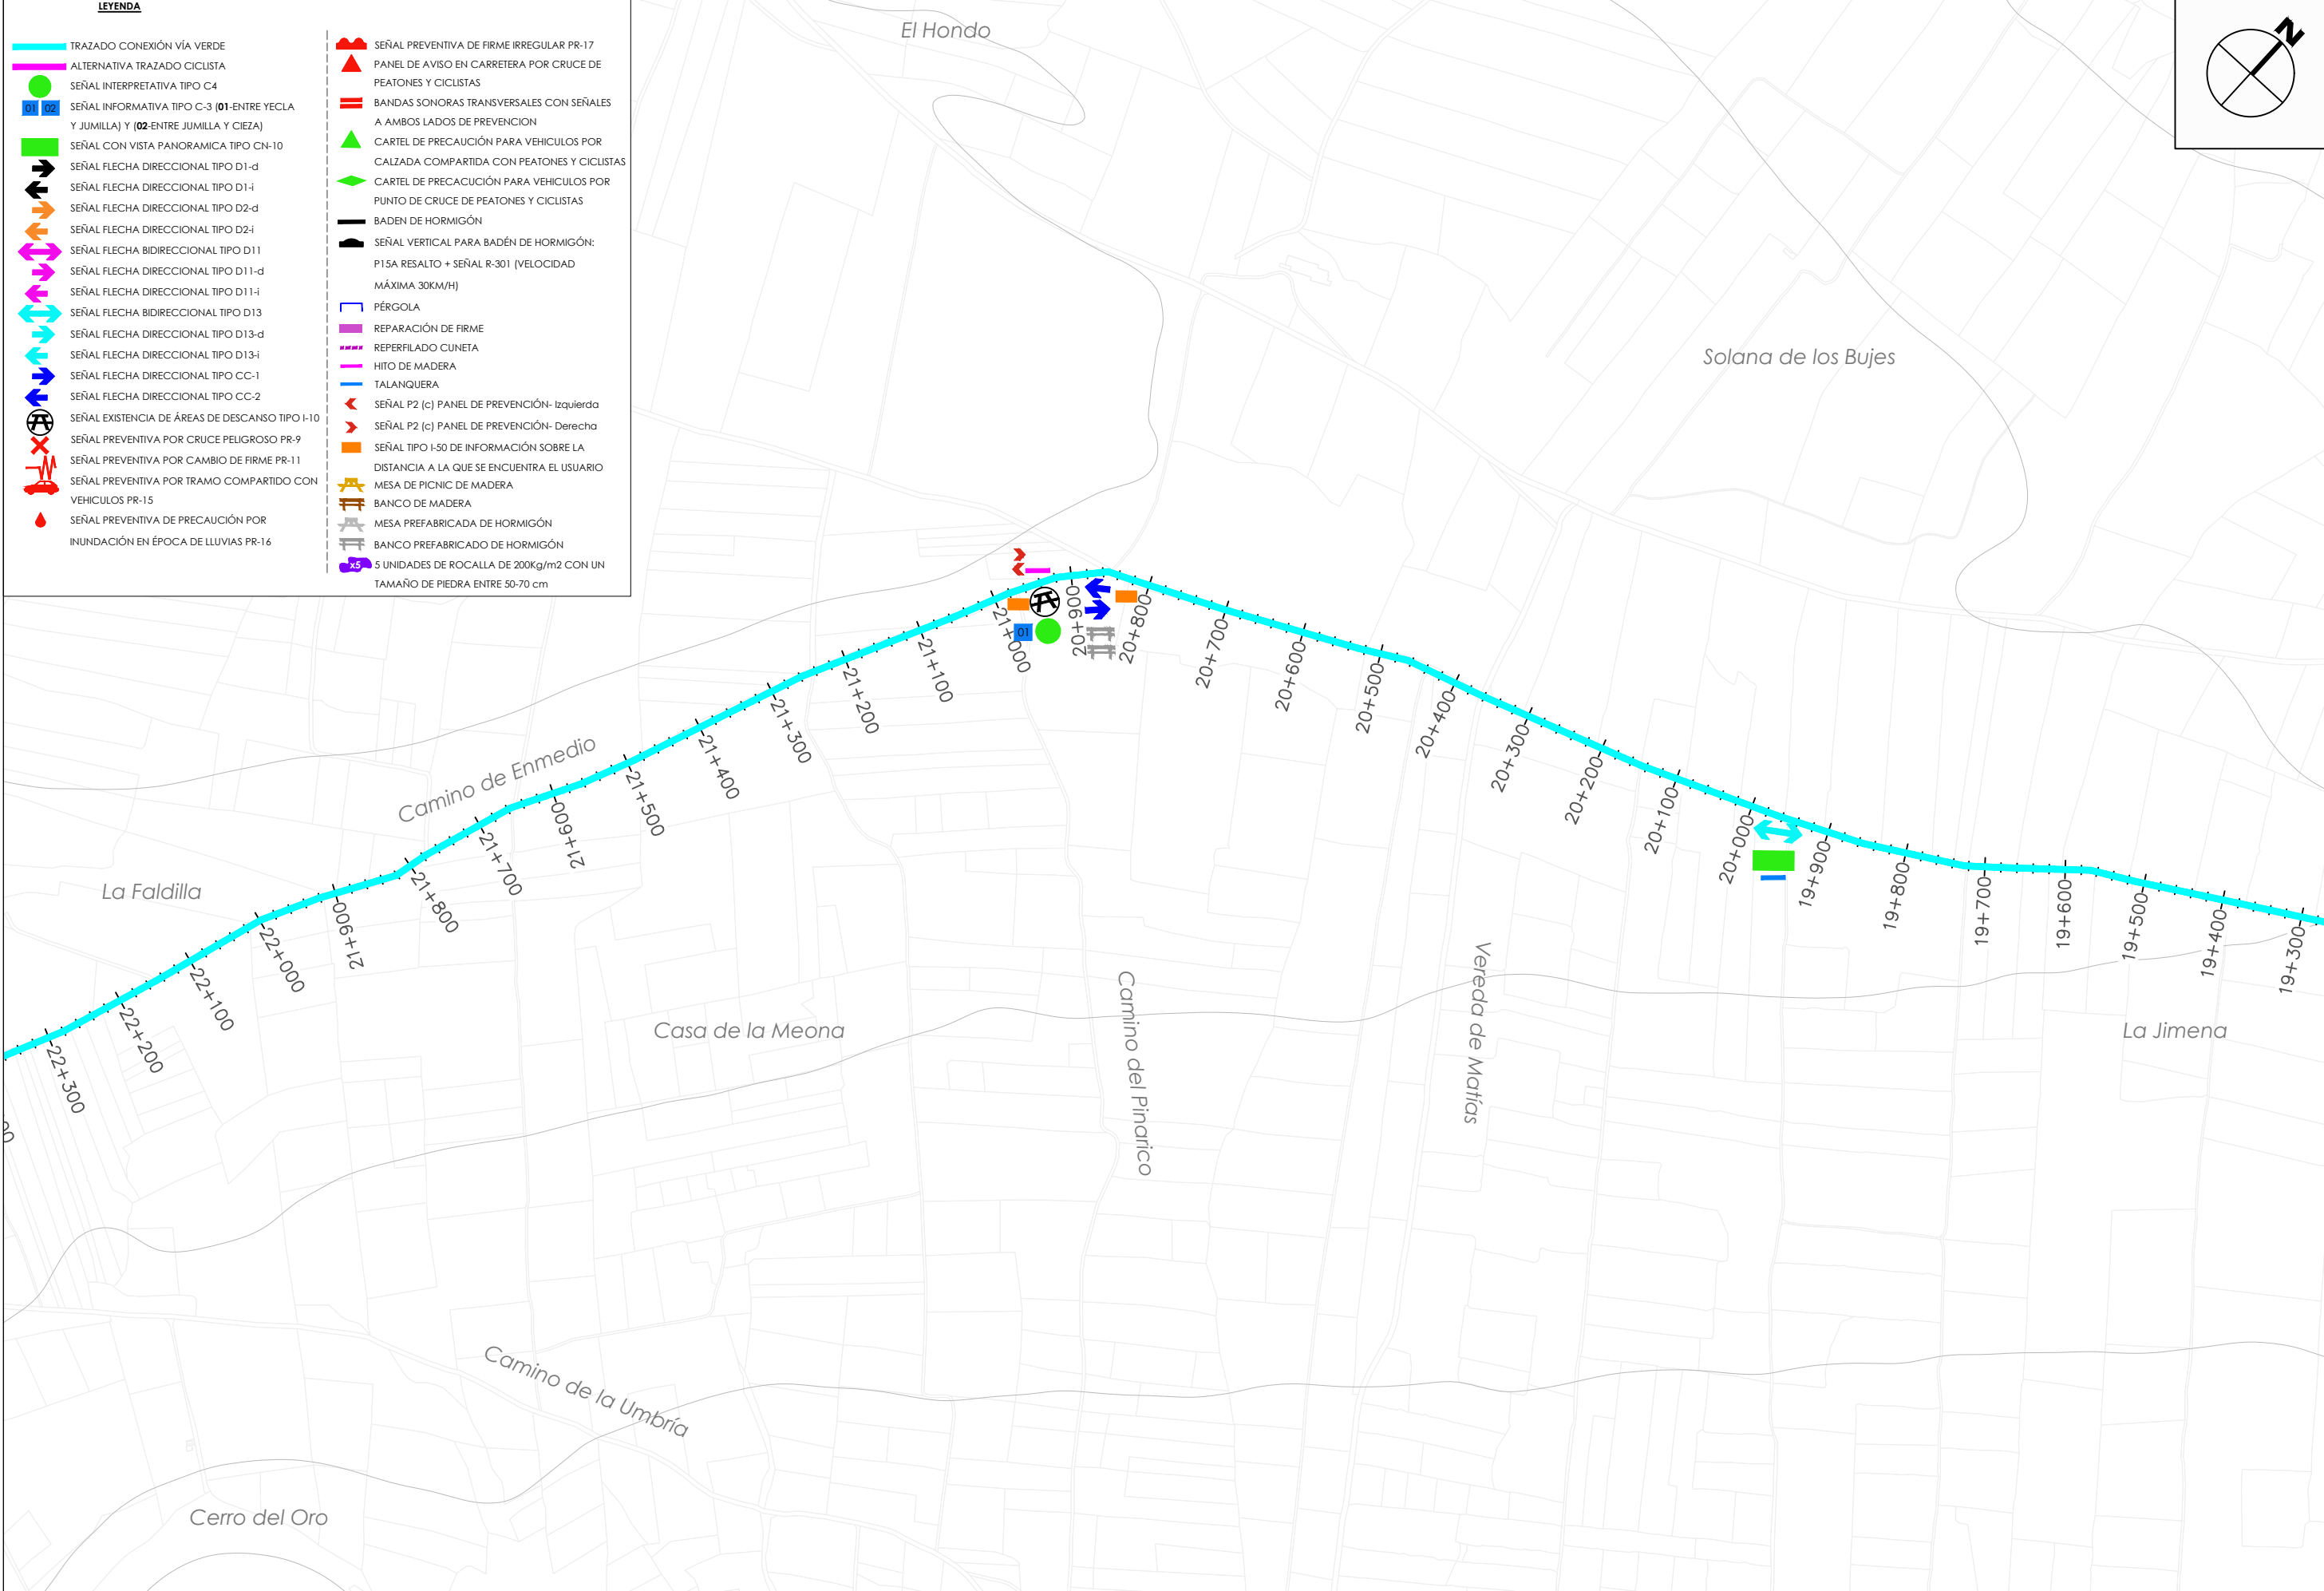 LEYENDA
TRAZADO CONEXIÓN VÍA VERDE
ALTERNATIVA TRAZADO CICLISTA
SEÑAL INTERPRETATIVA TIPO C4
01 02 SEÑAL INFORMATIVA TIPO C-3 (01-ENTRE YECLA
Y JUMILLA) Y (02-ENTRE JUMILLA Y CIEZA)
SEÑAL CON VISTA PANORAMICA TIPO CN-10
SEÑAL FLECHA DIRECCIONAL TIPO D1-d
SEÑAL FLECHA DIRECCIONAL TIPO D1-i
SEÑAL FLECHA DIRECCIONAL TIPO D2-d
SEÑAL FLECHA DIRECCIONAL TIPO D2-i
SEÑAL FLECHA BIDIRECCIONAL TIPO D11
SEÑAL FLECHA DIRECCIONAL TIPO D11-d
SEÑAL FLECHA DIRECCIONAL TIPO D11-i
SEÑAL FLECHA BIDIRECCIONAL TIPO D13
SEÑAL FLECHA DIRECCIONAL TIPO D13-d
SEÑAL FLECHA DIRECCIONAL TIPO D13-i
SEÑAL FLECHA DIRECCIONAL TIPO CC-1
SEÑAL FLECHA DIRECCIONAL TIPO CC-2
SEÑAL EXISTENCIA DE ÁREAS DE DESCANSO TIPO I-10
SEÑAL PREVENTIVA POR CRUCE PELIGROSO PR-9
SEÑAL PREVENTIVA POR CAMBIO DE FIRME PR-11
SEÑAL PREVENTIVA POR TRAMO COMPARTIDO CON
VEHICULOS PR-15
SEÑAL PREVENTIVA DE PRECAUCIÓN POR
INUNDACIÓN EN ÉPOCA DE LLUVIAS PR-16
SEÑAL PREVENTIVA DE FIRME IRREGULAR PR-17
PANEL DE AVISO EN CARRETERA POR CRUCE DE
PEATONES Y CICLISTAS
BANDAS SONORAS TRANSVERSALES CON SEÑALES
A AMBOS LADOS DE PREVENCION
CARTEL DE PRECAUCIÓN PARA VEHICULOS POR
CALZADA COMPARTIDA CON PEATONES Y CICLISTAS
CARTEL DE PRECACUCIÓN PARA VEHICULOS POR
PUNTO DE CRUCE DE PEATONES Y CICLISTAS
BADEN DE HORMIGÓN
SEÑAL VERTICAL PARA BADÉN DE HORMIGÓN:
P15A RESALTO + SEÑAL R-301 (VELOCIDAD
MÁXIMA 30KM/H)
PÉRGOLA
REPARACIÓN DE FIRME
REPERFILADO CUNETA
HITO DE MADERA
TALANQUERA
SEÑAL P2 (c) PANEL DE PREVENCIÓN- Izquierda
SEÑAL P2 (c) PANEL DE PREVENCIÓN- Derecha
SEÑAL TIPO I-50 DE INFORMACIÓN SOBRE LA
DISTANCIA A LA QUE SE ENCUENTRA EL USUARIO
MESA DE PICNIC DE MADERA
BANCO DE MADERA
MESA PREFABRICADA DE HORMIGÓN
BANCO PREFABRICADO DE HORMIGÓN
x5 5 UNIDADES DE ROCALLA DE 200Kg/m2 CON UN
TAMAÑO DE PIEDRA ENTRE 50-70 cm
N
El Hondo
Solana de los Bujes
Camino de Enmedio
La Faldilla
Casa de la Meona
Camino del Pinarico
Vereda de Matías
La Jimena
Camino de la Umbría
Cerro del Oro
01
22+300
22+200
22+100
22+000
21+900
21+800
21+700
21+600
21+500
21+400
21+300
21+200
21+100
21+000
20+900
20+800
20+700
20+600
20+500
20+400
20+300
20+200
20+100
20+000
19+900
19+800
19+700
19+600
19+500
19+400
19+300